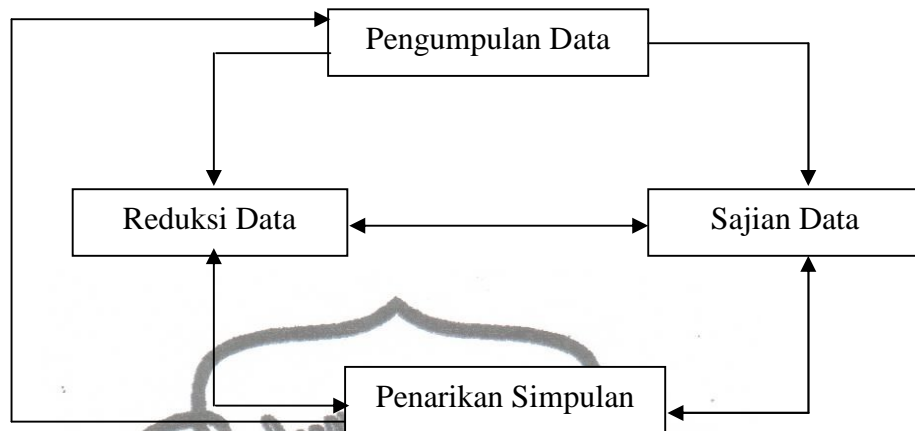 Pengumpulan Data
Reduksi Data
Sajian Data
Penarikan Simpulan